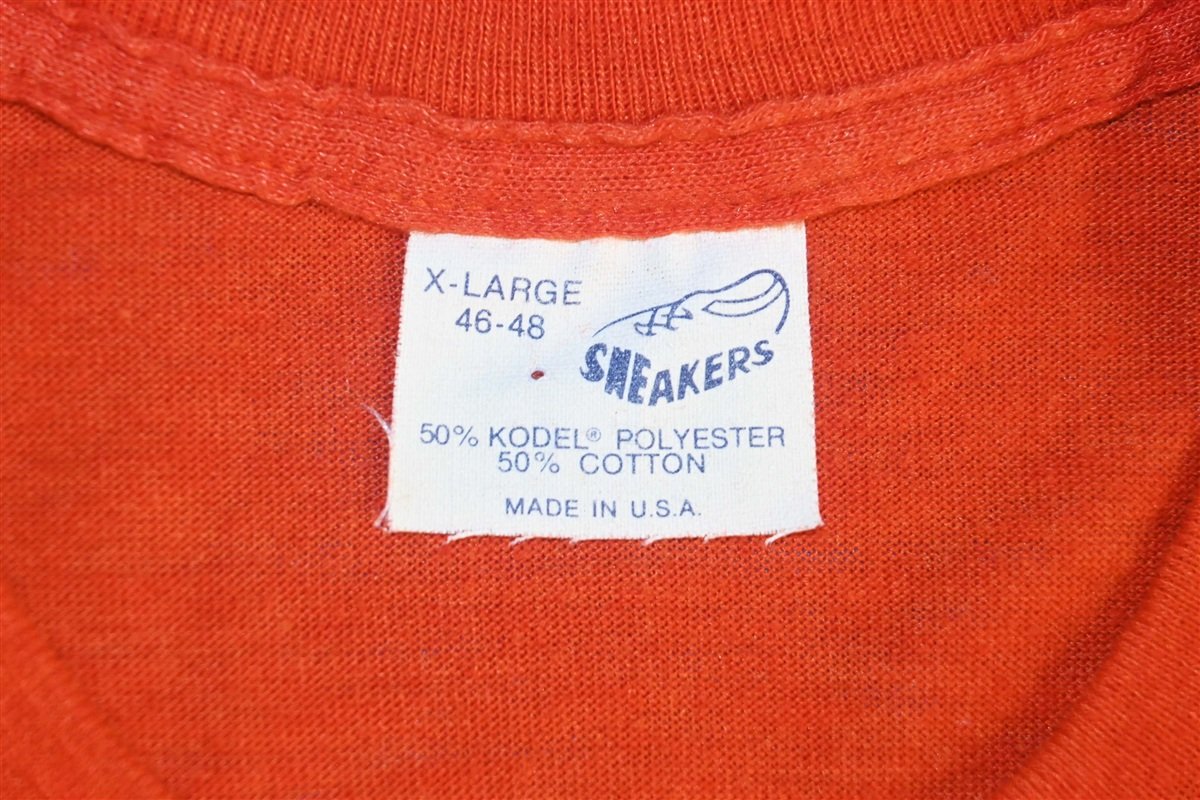 X-LARGE
46-48
SNEAKERS
50% KODEL® POLYESTER
50% COTTON
MADE IN U.S.A.